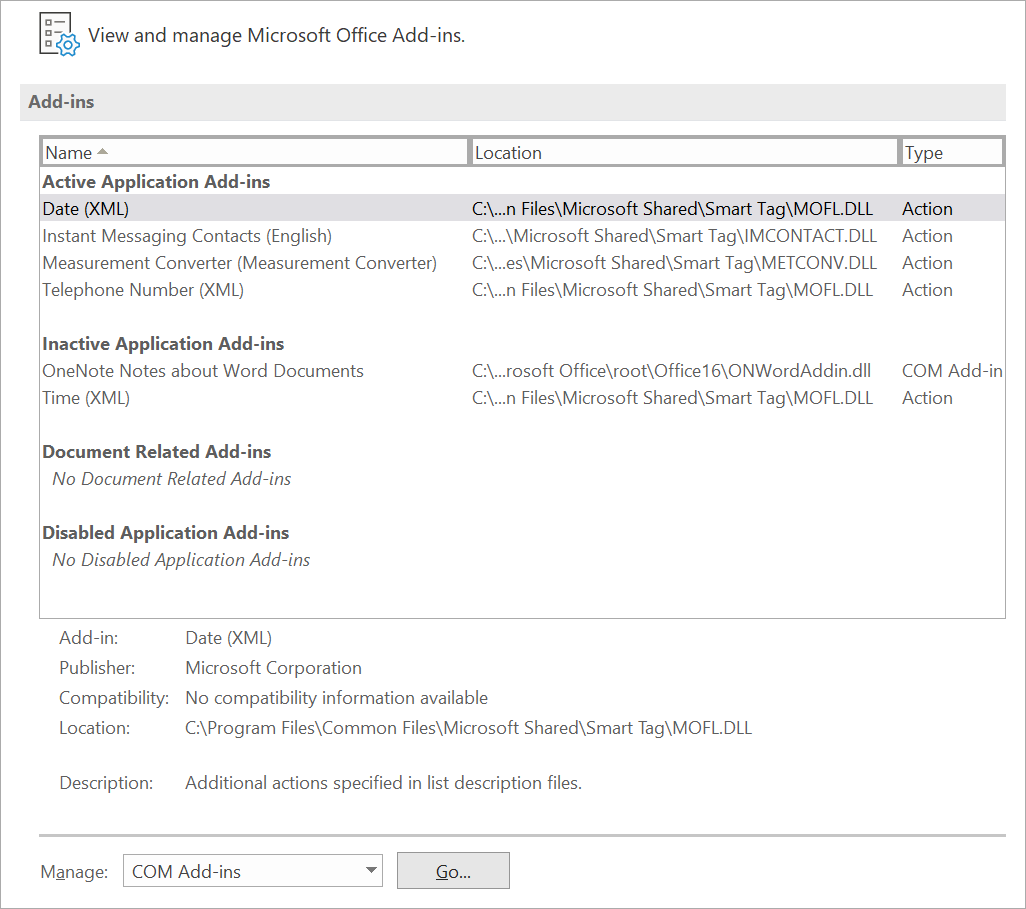 View and manage Microsoft Office Add-ins.
Add-ins
Name Location Type
Active Application Add-ins
Date (XML) C:\...n Files\Microsoft Shared\Smart Tag\MOFL.DLL Action
Instant Messaging Contacts (English) C:\...\Microsoft Shared\Smart Tag\IMCONTACT.DLL Action
Measurement Converter (Measurement Converter) C:\...es\Microsoft Shared\Smart Tag\METCONV.DLL Action
Telephone Number (XML) C:\...n Files\Microsoft Shared\Smart Tag\MOFL.DLL Action
Inactive Application Add-ins
OneNote Notes about Word Documents C:\...rosoft Office\root\Office16\ONWordAddin.dll COM Add-in
Time (XML) C:\...n Files\Microsoft Shared\Smart Tag\MOFL.DLL Action
Document Related Add-ins
No Document Related Add-ins
Disabled Application Add-ins
No Disabled Application Add-ins
Add-in: Date (XML)
Publisher: Microsoft Corporation
Compatibility: No compatibility information available
Location: C:\Program Files\Common Files\Microsoft Shared\Smart Tag\MOFL.DLL
Description: Additional actions specified in list description files.
Manage: COM Add-ins Go...